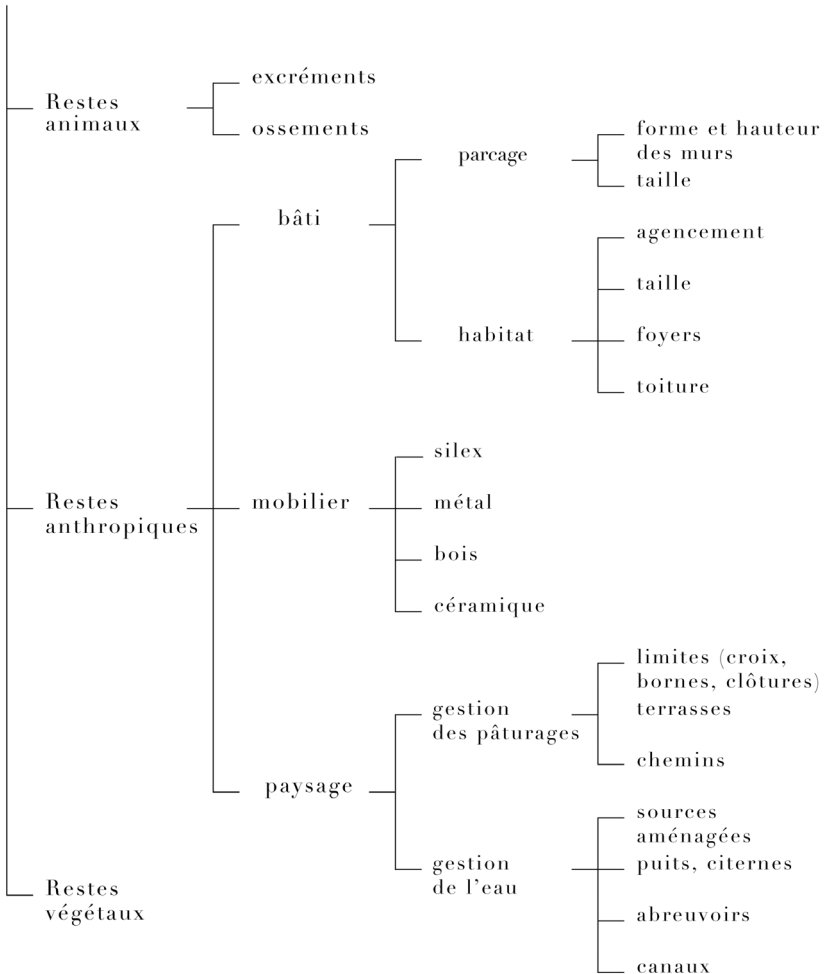 Restes
animaux
excréments
ossements
Restes
anthropiques
bâti
parcage
forme et hauteur
des murs
taille
habitat
agencement
taille
foyers
toiture
mobilier
silex
métal
bois
céramique
paysage
gestion
des pâturages
limites (croix,
bornes, clôtures)
terrasses
chemins
gestion
de l’eau
sources
aménagées
puits, citernes
abreuvoirs
canaux
Restes
végétaux